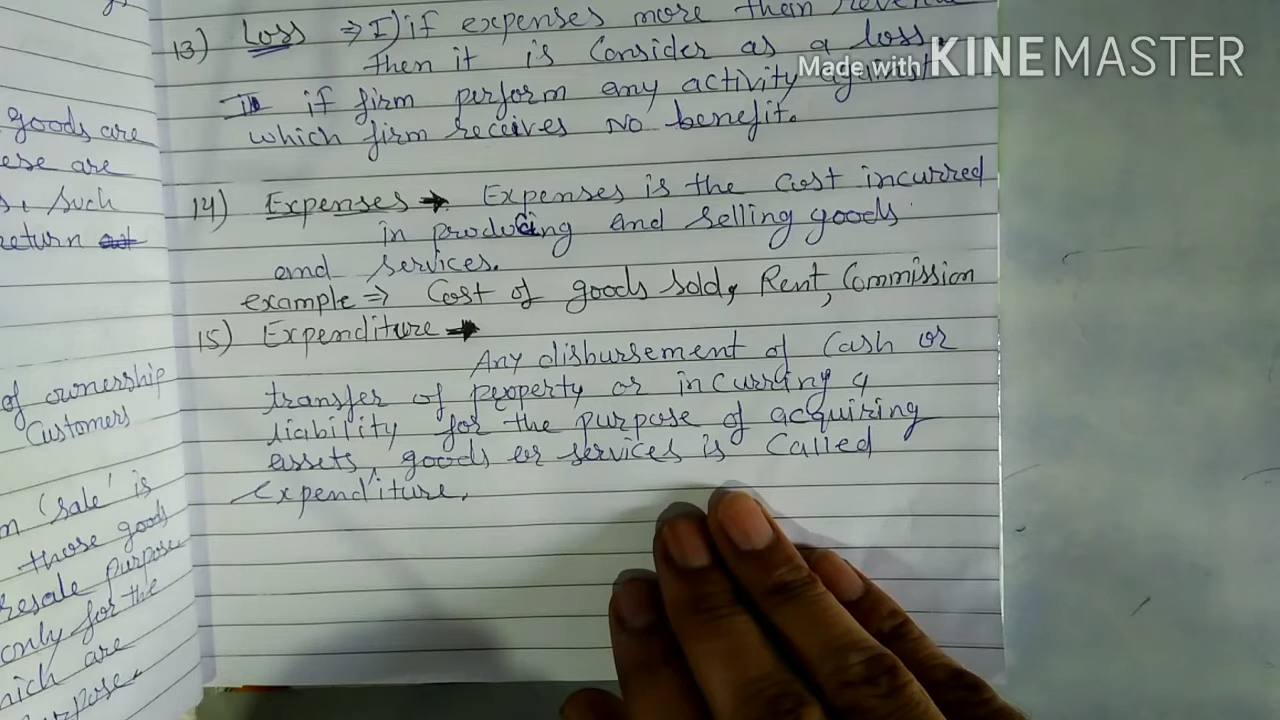 goods are
ese are
s, such
return
of ownership
Customers
(sale' is
those goods
resale purpose
only for the
hich are
purpose.
13) Loss ⇒ I) if expenses more than revenue
then it is Consider as a loss.
II if firm perform any activity against
which firm receives No benefit.
14) Expenses → Expenses is the Cost incurred
in producing and selling goods
and services.
example ⇒ Cost of goods sold, Rent, Commission
15) Expenditure →
Any disbursement of Cash or
transfer of property or incurring a
liability for the purpose of acquiring
assets, goods or services is Called
expenditure.
Made with KINEMASTER